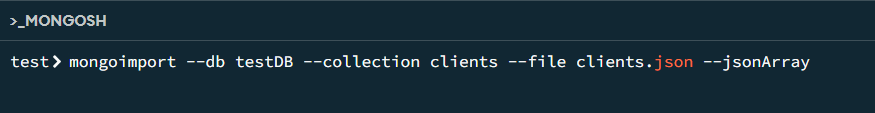 >_MONGOSH
test> mongoimport --db testDB --collection clients --file clients.json --jsonArray